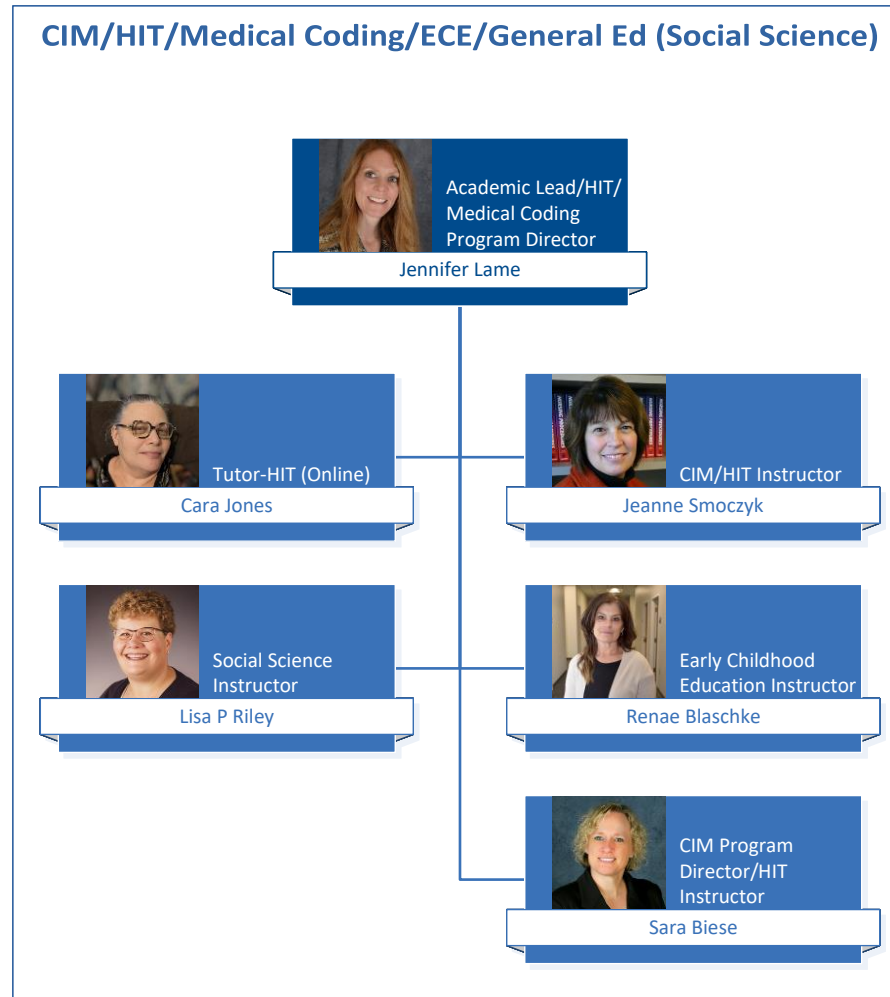 CIM/HIT/Medical Coding/ECE/General Ed (Social Science)
Academic Lead/HIT/
Medical Coding
Program Director
Jennifer Lame
Tutor-HIT (Online)
Cara Jones
CIM/HIT Instructor
Jeanne Smoczyk
Social Science
Instructor
Lisa P Riley
Early Childhood
Education Instructor
Renae Blaschke
CIM Program
Director/HIT
Instructor
Sara Biese